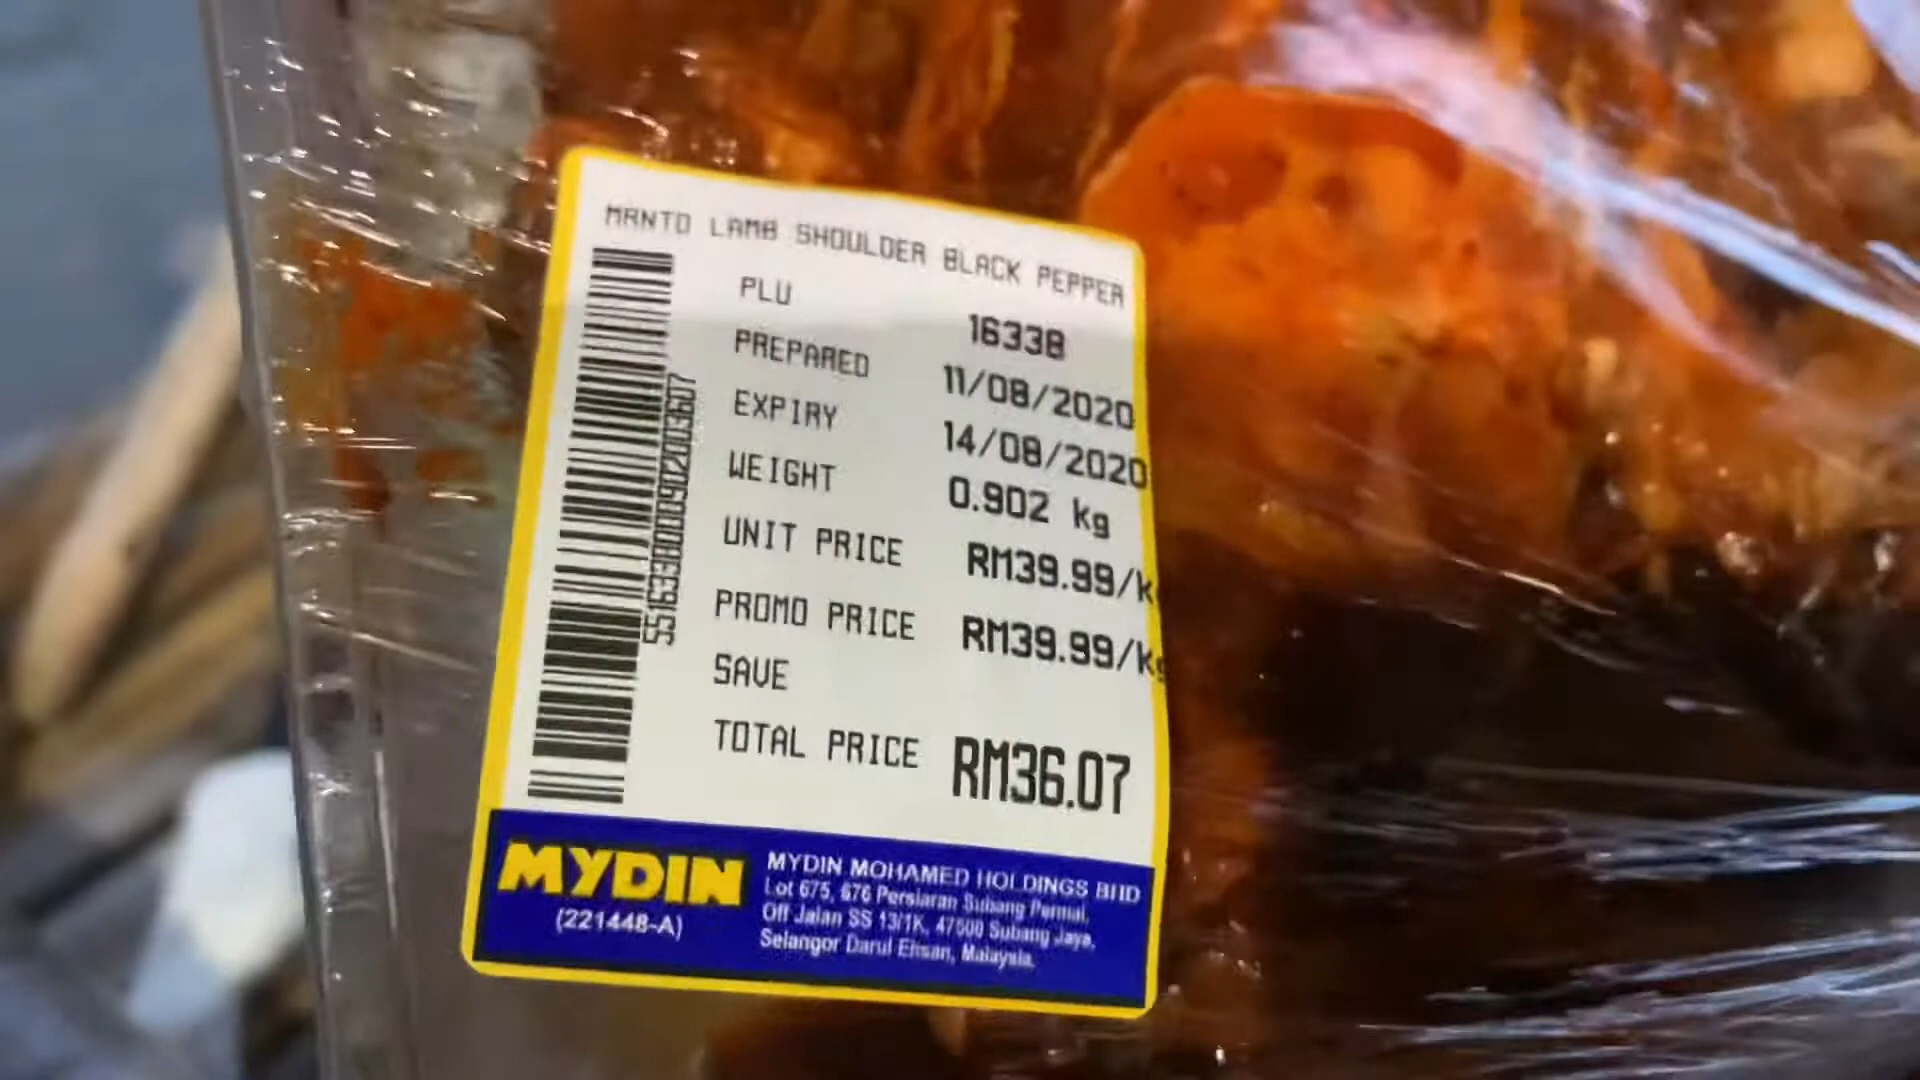 MANTO LAMB SHOULDER BLACK PEPPER
PLU 16338
PREPARED 11/08/2020
EXPIRY 14/08/2020
WEIGHT 0.902 kg
UNIT PRICE RM39.99/kg
PROMO PRICE RM39.99/kg
SAVE
TOTAL PRICE RM36.07
MYDIN
(221448-A)
MYDIN MOHAMED HOLDINGS BHD
Lot 675, 676 Persiaran Subang Permai,
Off Jalan SS 13/1K, 47500 Subang Jaya,
Selangor Darul Ehsan, Malaysia.